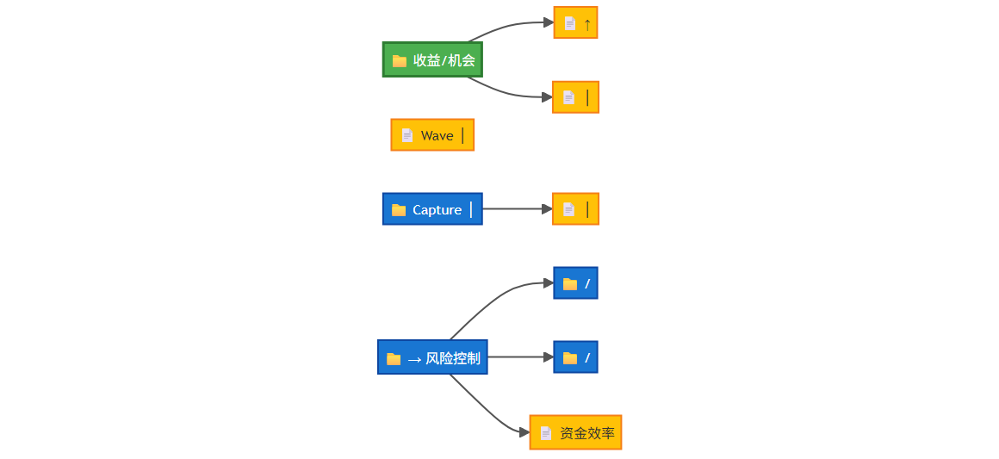 ↑
收益/机会
|
Wave |
Capture |
|
/
→ 风险控制
/
资金效率